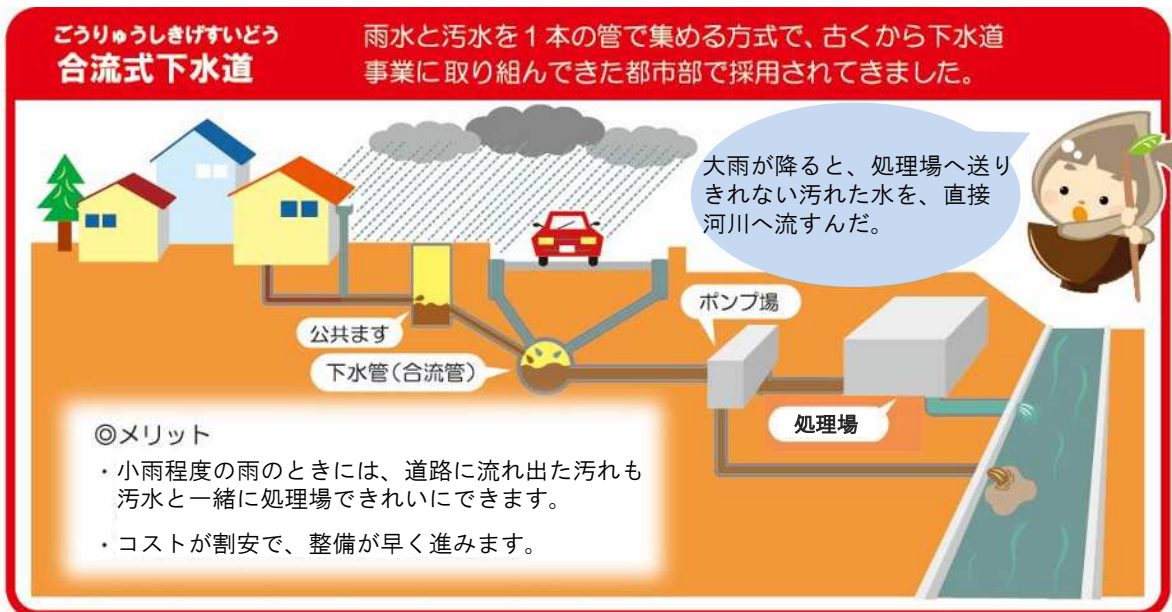 ごうりゅうしきげすいどう
合流式下水道
雨水と汚水を1本の管で集める方式で、古くから下水道
事業に取り組んできた都市部で採用されてきました。
大雨が降ると、処理場へ送り
きれない汚れた水を、直接
河川へ流すんだ。
ポンプ場
公共ます
下水管(合流管)
処理場
◎メリット
・小雨程度の雨のときには、道路に流れ出た汚れも
汚水と一緒に処理場できれいにできます。
・コストが割安で、整備が早く進みます。